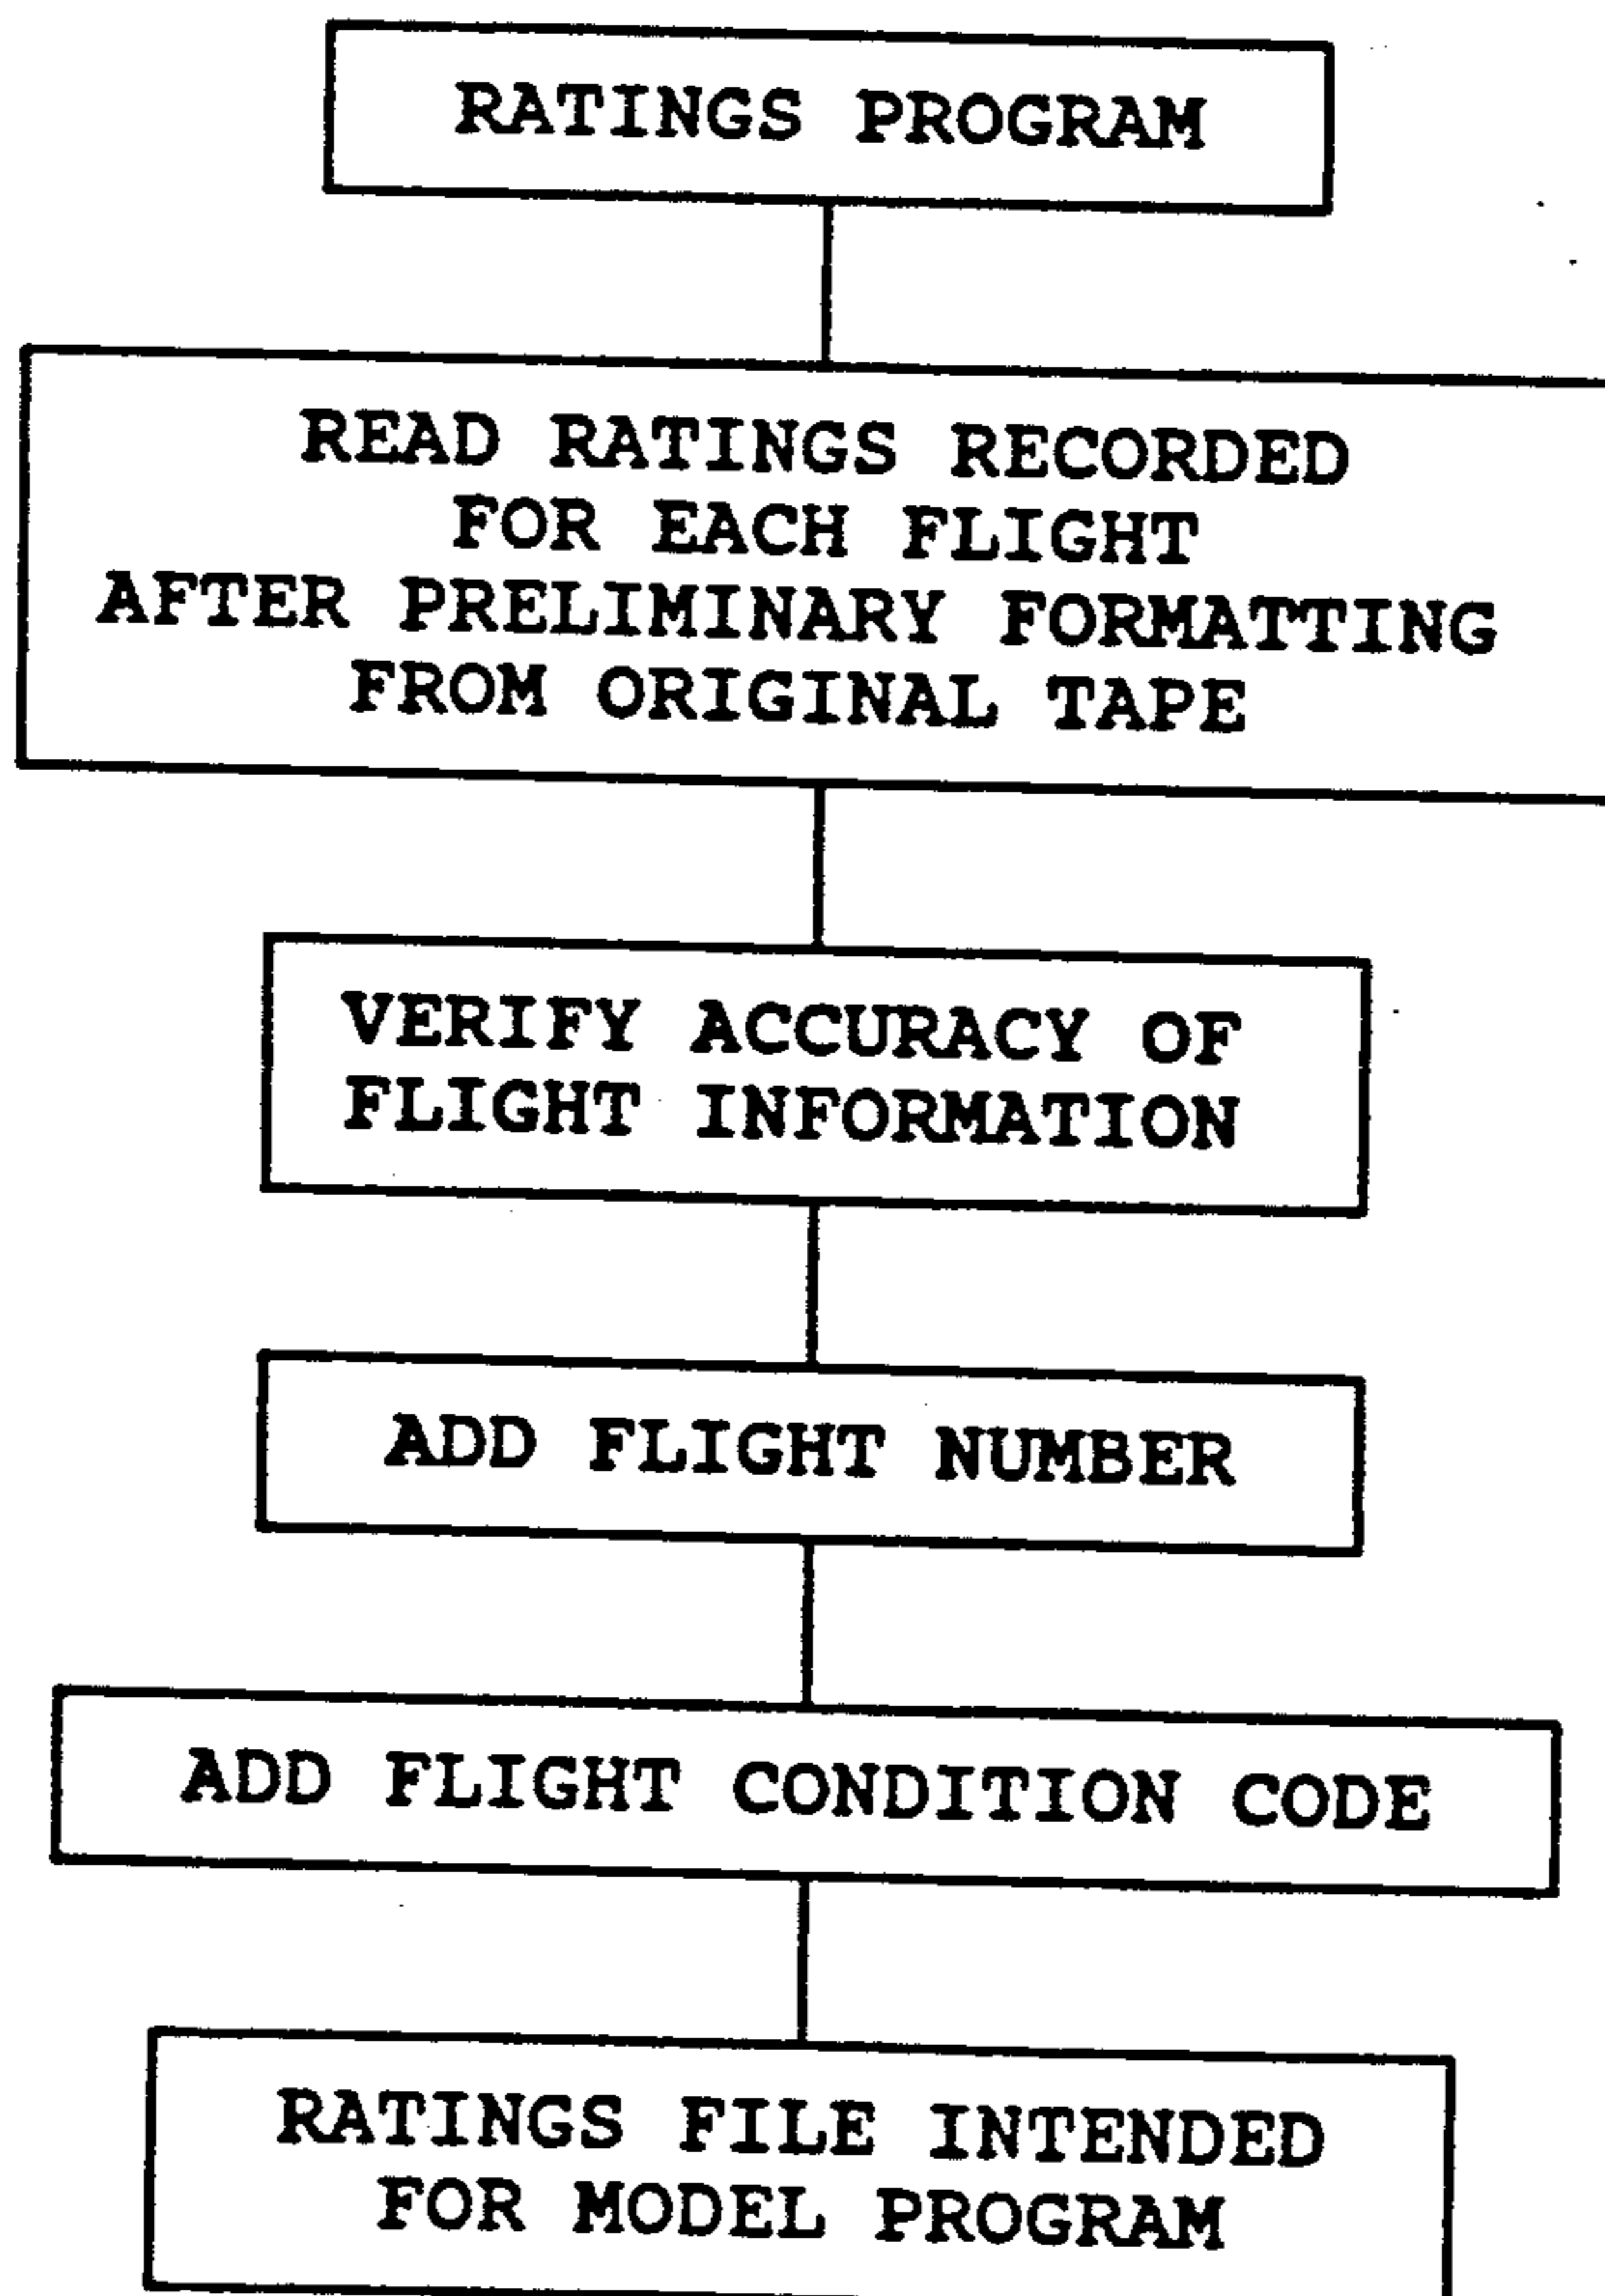 RATINGS PROGRAM
READ RATINGS RECORDED
FOR EACH FLIGHT
AFTER PRELIMINARY FORMATTING
FROM ORIGINAL TAPE
VERIFY ACCURACY OF
FLIGHT INFORMATION
ADD FLIGHT NUMBER
ADD FLIGHT CONDITION CODE
RATINGS FILE INTENDED
FOR MODEL PROGRAM